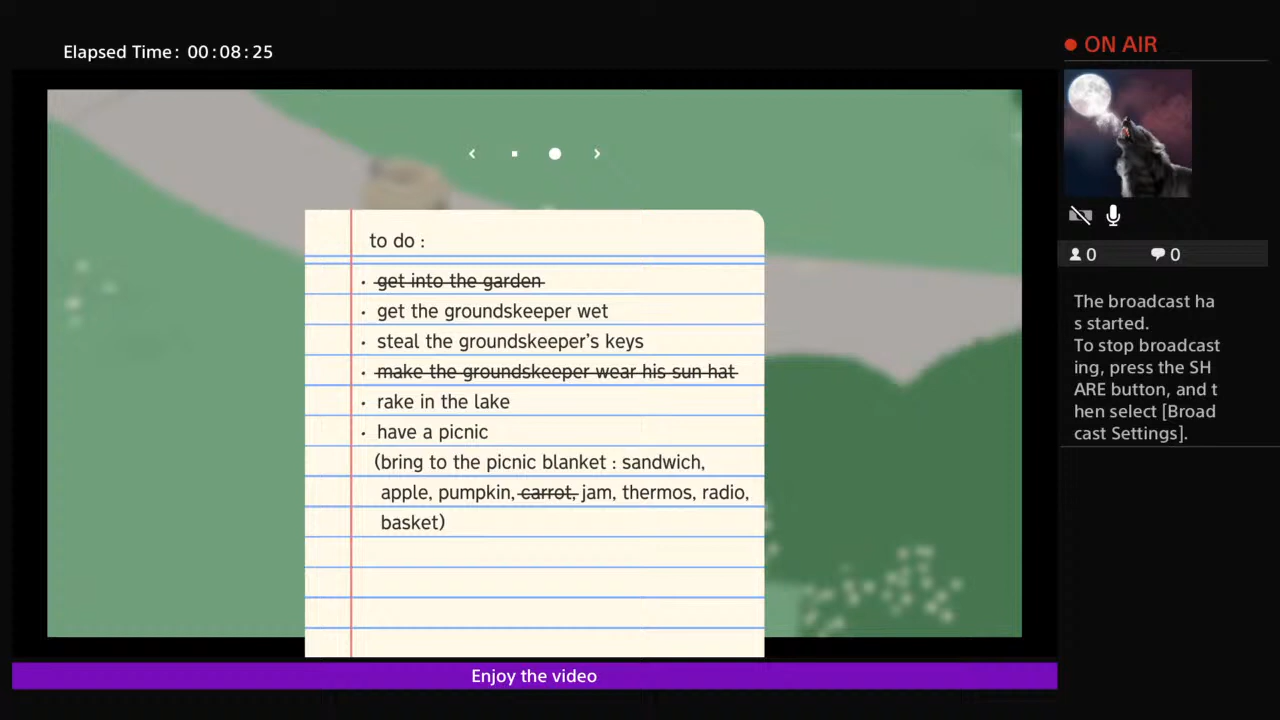 Elapsed Time: 00:08:25
ON AIR
to do :
· get into the garden
· get the groundskeeper wet
· steal the groundskeeper's keys
· make the groundskeeper wear his sun hat
· rake in the lake
· have a picnic
(bring to the picnic blanket : sandwich,
apple, pumpkin, carrot, jam, thermos, radio,
basket)
0
0
The broadcast ha
s started.
To stop broadcast
ing, press the SH
ARE button, and t
hen select [Broad
cast Settings].
Enjoy the video